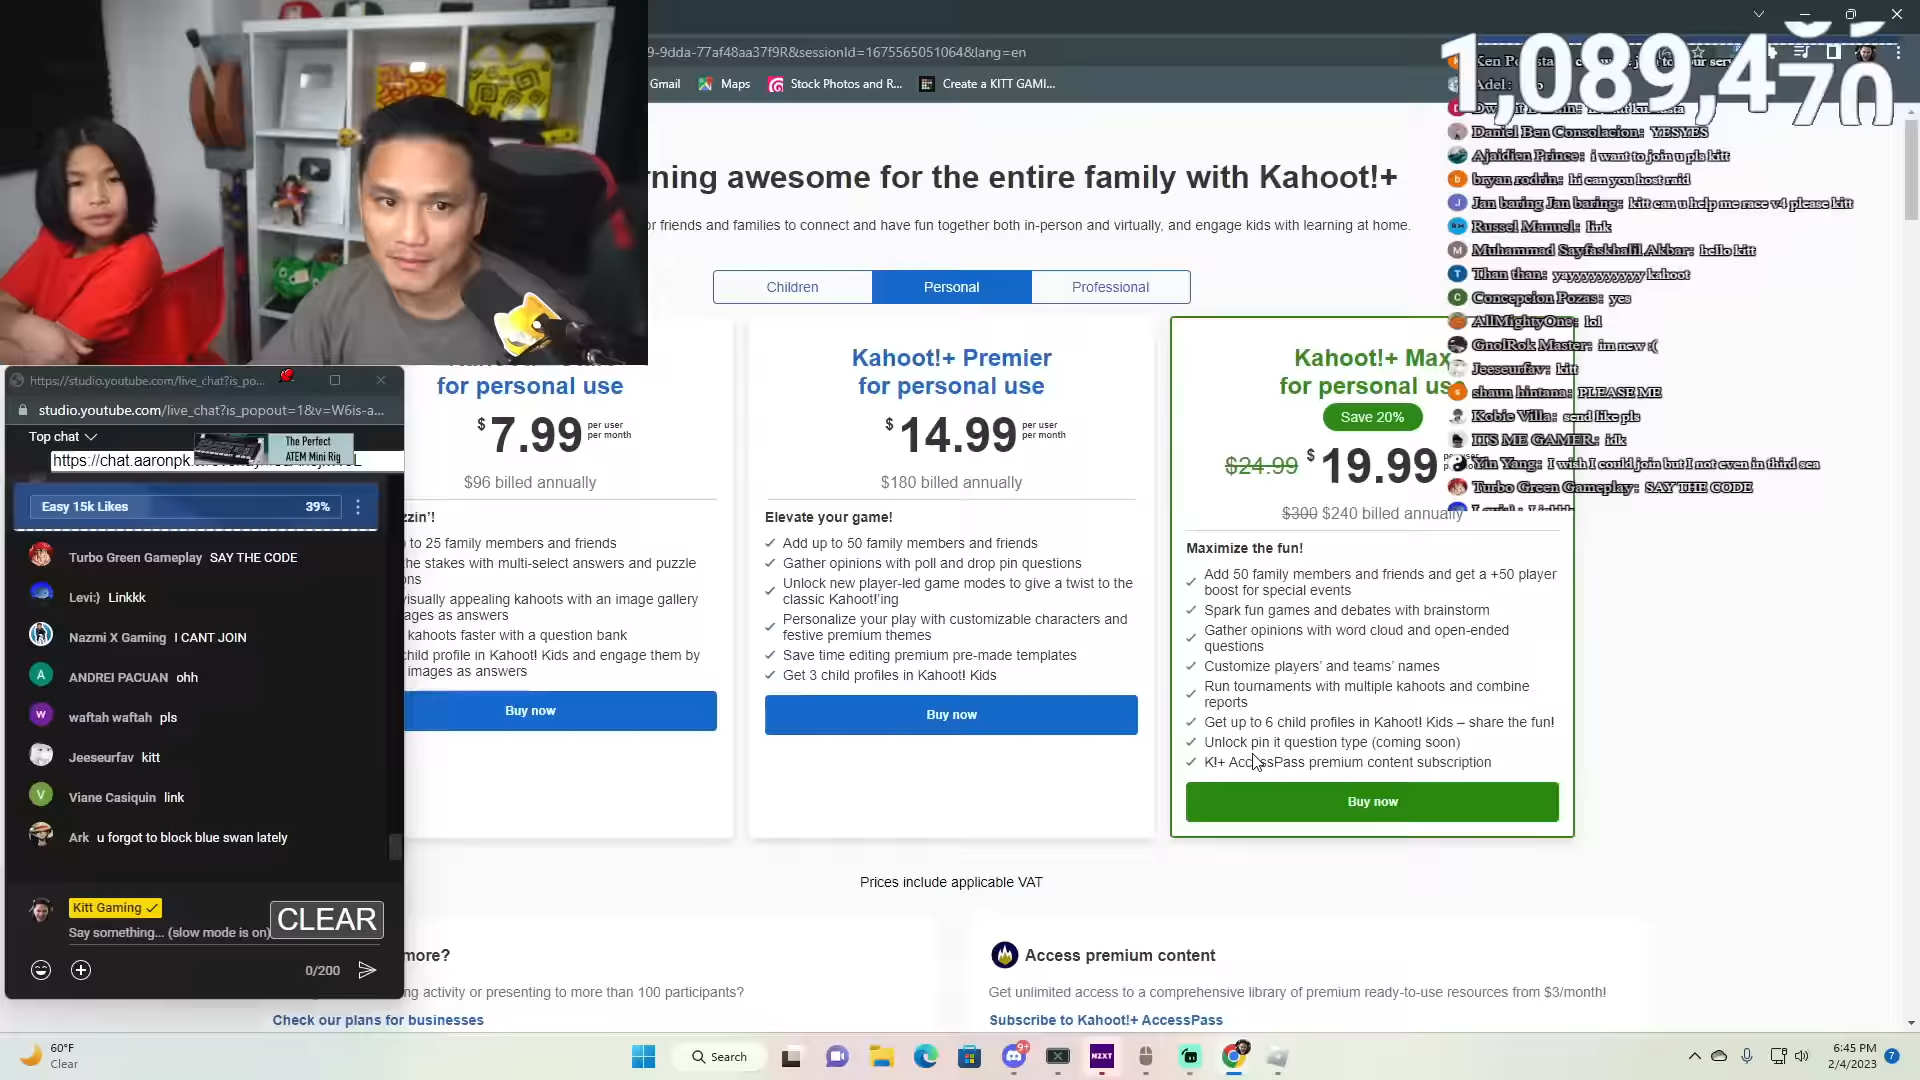 9-9dda-77af48aa37f9R&sessionId=1675565051064&lang=en
Gmail
Maps
Stock Photos and R...
Create a KITT GAMI...
1,089,470
rning awesome for the entire family with Kahoot!+
or friends and families to connect and have fun together both in-person and virtually, and engage kids with learning at home.
Children
Personal
Professional
for personal use
$ 7.99 per user
per month
$96 billed annually
zzin'!
to 25 family members and friends
he stakes with multi-select answers and puzzle
ons
visually appealing kahoots with an image gallery
ages as answers
kahoots faster with a question bank
child profile in Kahoot! Kids and engage them by
images as answers
Buy now
Kahoot!+ Premier
for personal use
$ 14.99 per user
per month
$180 billed annually
Elevate your game!
Add up to 50 family members and friends
Gather opinions with poll and drop pin questions
Unlock new player-led game modes to give a twist to the
classic Kahoot!'ing
Personalize your play with customizable characters and
festive premium themes
Save time editing premium pre-made templates
Get 3 child profiles in Kahoot! Kids
Buy now
Kahoot!+ Max
for personal use
Save 20%
$24.99 $ 19.99
$300 $240 billed annually
Maximize the fun!
Add 50 family members and friends and get a +50 player
boost for special events
Spark fun games and debates with brainstorm
Gather opinions with word cloud and open-ended
questions
Customize players' and teams' names
Run tournaments with multiple kahoots and combine
reports
Get up to 6 child profiles in Kahoot! Kids – share the fun!
Unlock pin it question type (coming soon)
K!+ AccessPass premium content subscription
Buy now
Prices include applicable VAT
more?
ng activity or presenting to more than 100 participants?
Check our plans for businesses
Access premium content
Get unlimited access to a comprehensive library of premium ready-to-use resources from $3/month!
Subscribe to Kahoot!+ AccessPass
Adel:
Daniel Ben Consolacion: YESYES
Ajaidien Prince: i want to join u pls kitt
bryan rodrin: hi can you host raid
Jan baring Jan baring: kitt can u help me race v4 please kitt
Russel Manuel: link
Muhammad Sayfaskhalil Akbar: hello kitt
Than than: yayyyyyyyyyy kahoot
Concepcion Pozas: yes
AllMightyOne: lol
GnolRok Master: im new :(
Jeeseurfav: kitt
shaun hintana: PLEASE ME
Kobie Villa: send like pls
ITS ME GAMER: idk
Yin Yang: I wish I could join but I not even in third sea
Turbo Green Gameplay: SAY THE CODE
https://studio.youtube.com/live_chat?is_po...
studio.youtube.com/live_chat?is_popout=1&v=W6is-a...
Top chat
The Perfect
ATEM Mini Rig
https://chat.aaronpk.
Easy 15k Likes 39%
Turbo Green Gameplay SAY THE CODE
Levi:) Linkkk
Nazmi X Gaming I CANT JOIN
A
ANDREI PACUAN ohh
w
waftah waftah pls
Jeeseurfav kitt
V
Viane Casiquin link
Ark u forgot to block blue swan lately
Kitt Gaming
CLEAR
Say something... (slow mode is on)
0/200
60°F
Clear
Search
9+
NZXT
6:45 PM
2/4/2023
7